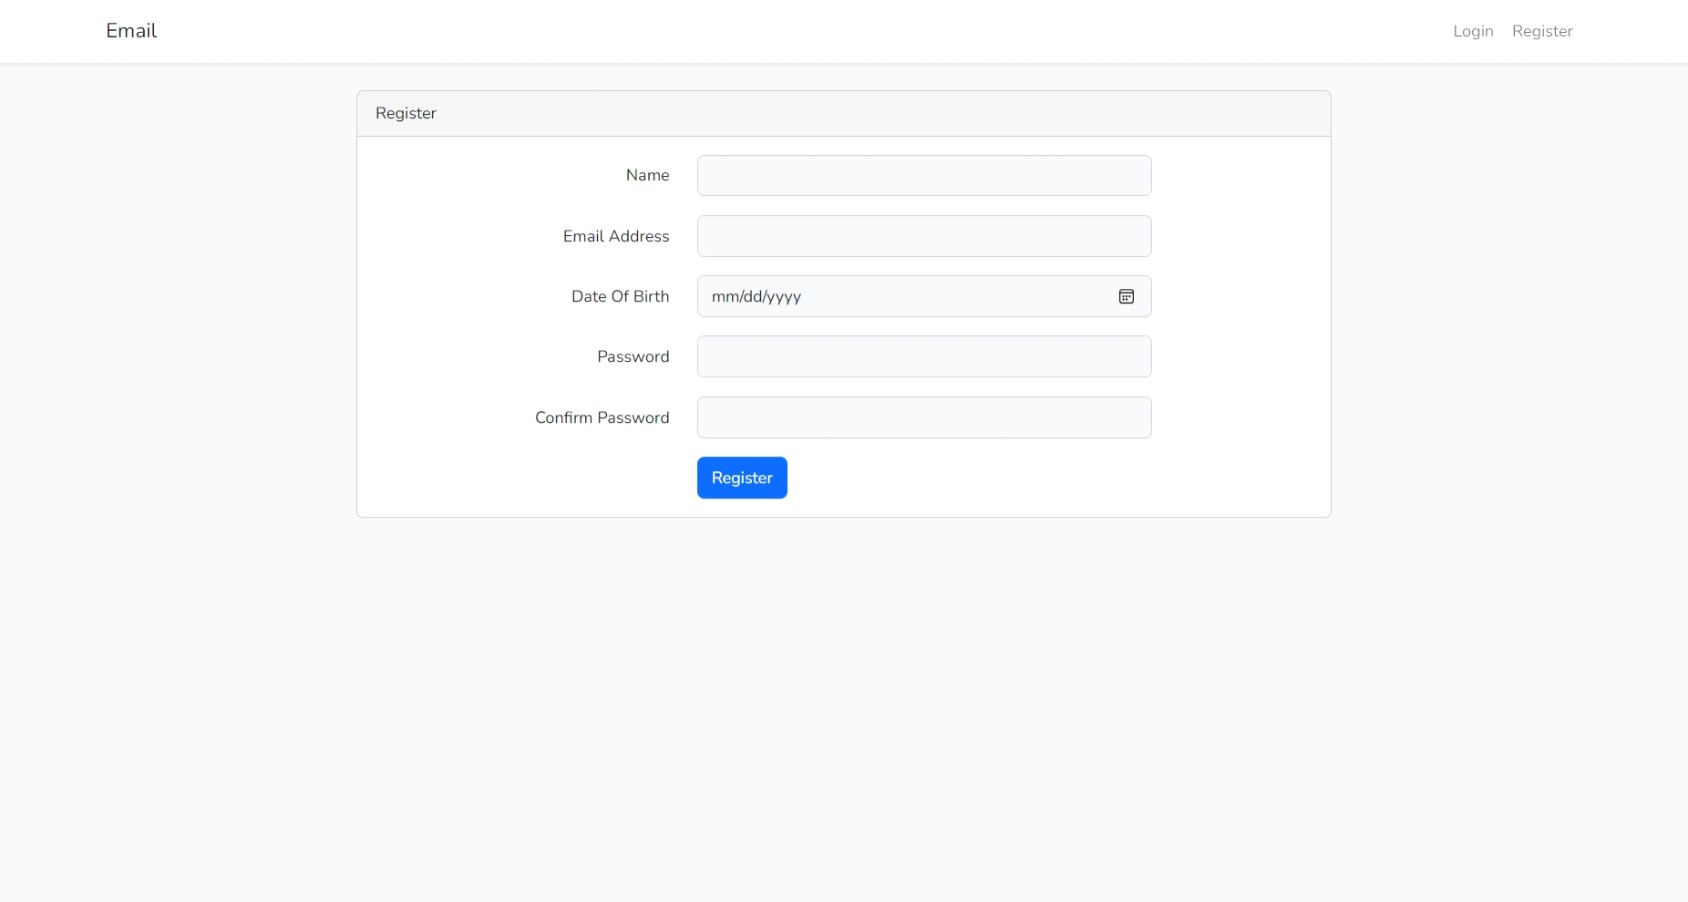 Email
Login Register
Register
Name
Email Address
Date Of Birth mm/dd/yyyy
Password
Confirm Password
Register